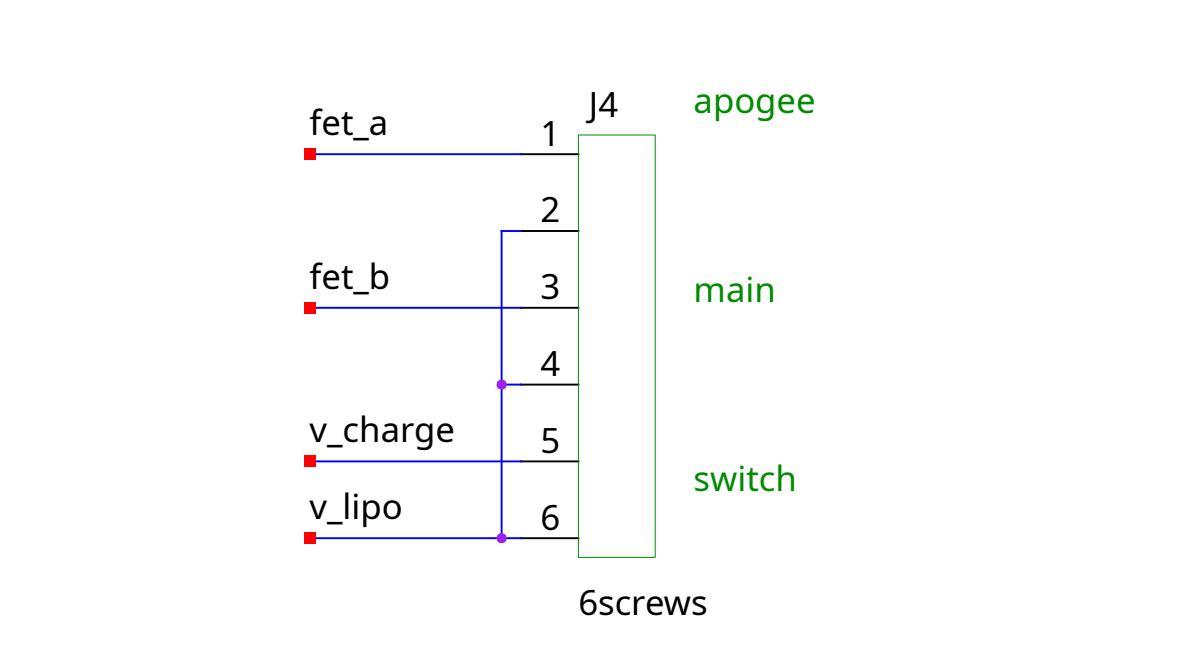 J4
apogee
fet_a
1
2
fet_b
3
main
4
v_charge
5
switch
v_lipo
6
6screws